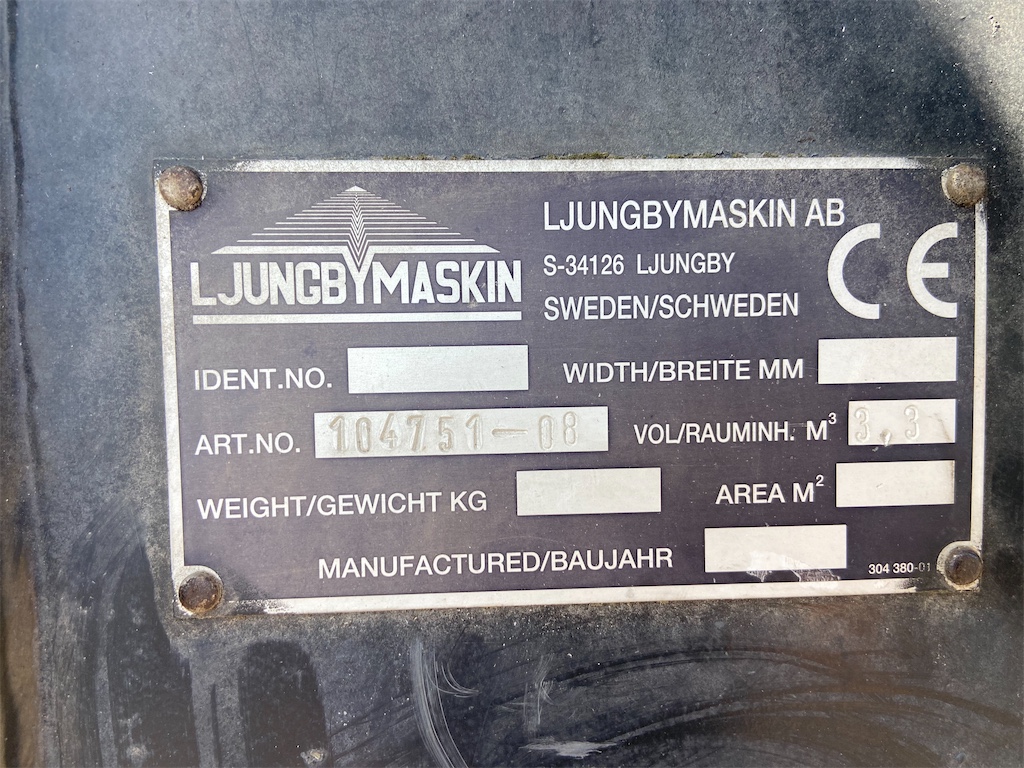 LJUNGBYMASKIN
LJUNGBYMASKIN AB
S-34126 LJUNGBY
SWEDEN/SCHWEDEN
CE
IDENT.NO.
WIDTH/BREITE MM
ART.NO. 104751-08
VOL/RAUMINH. M³ 3,3
WEIGHT/GEWICHT KG
AREA M²
MANUFACTURED/BAUJAHR
304 380-01